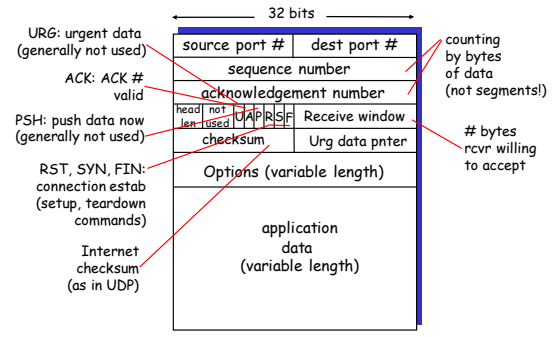 32 bits
URG: urgent data
(generally not used)
ACK: ACK #
valid
PSH: push data now
(generally not used)
RST, SYN, FIN:
connection estab
(setup, teardown
commands)
Internet
checksum
(as in UDP)
source port # dest port #
sequence number
acknowledgement number
head
len
not
used
U A P R S F
Receive window
checksum
Urg data pnter
Options (variable length)
application
data
(variable length)
counting
by bytes
of data
(not segments!)
# bytes
rcvr willing
to accept